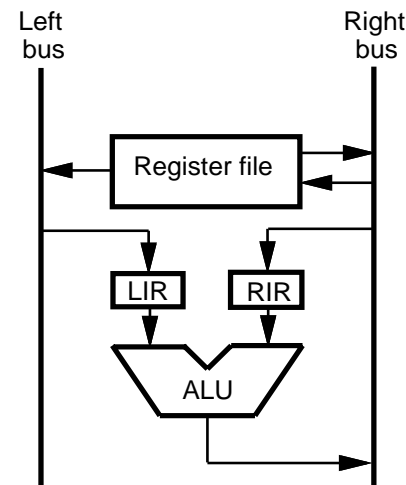 Left
bus
Right
bus
Register file
LIR
RIR
ALU